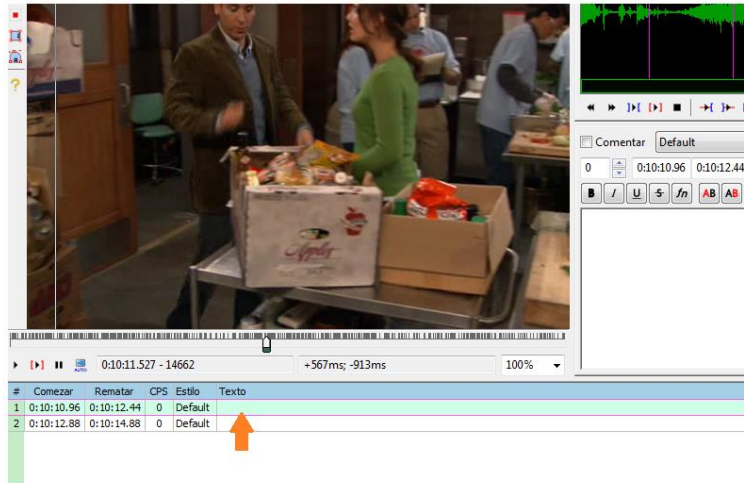 ?
Apples
Comentar Default
0 0:10:10.96 0:10:12.44
B I U S fn AB AB
0:10:11.527 - 14662 +567ms; -913ms 100%
AUTO
# Comezar Rematar CPS Estilo Texto
1 0:10:10.96 0:10:12.44 0 Default
2 0:10:12.88 0:10:14.88 0 Default